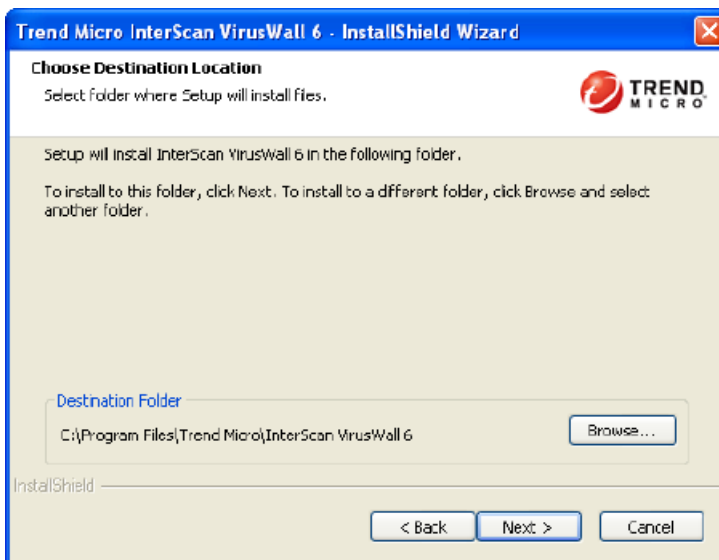 Trend Micro InterScan VirusWall 6 - InstallShield Wizard
Choose Destination Location
Select folder where Setup will install files.
TREND
MICRO
Setup will install InterScan VirusWall 6 in the following folder.
To install to this folder, click Next. To install to a different folder, click Browse and select
another folder.
Destination Folder
C:\Program Files\Trend Micro\InterScan VirusWall 6
Browse...
InstallShield
< Back
Next >
Cancel